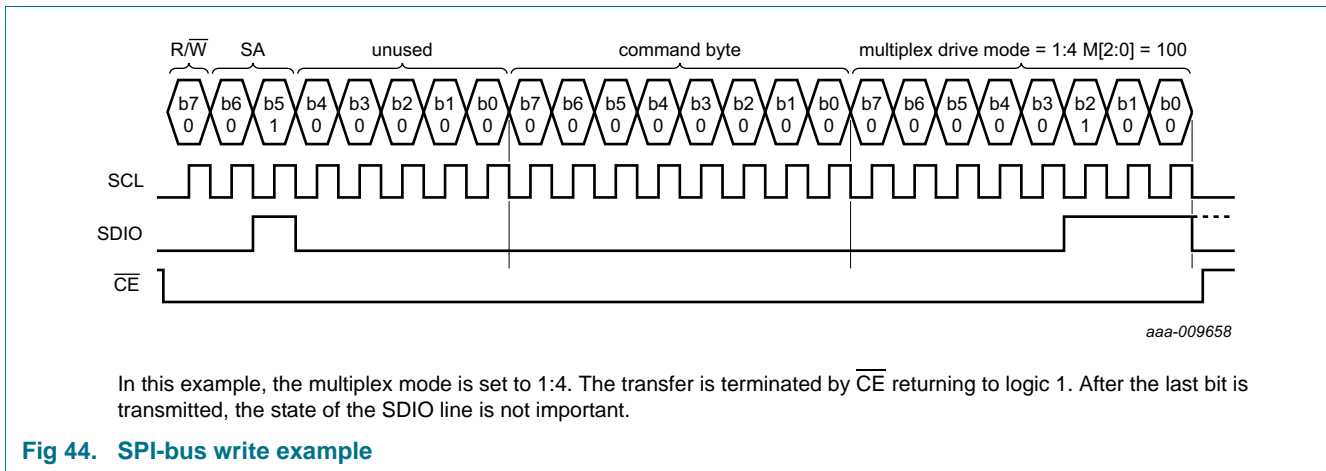 R/W SA unused command byte multiplex drive mode = 1:4 M[2:0] = 100
b7 b6 b5 b4 b3 b2 b1 b0 b7 b6 b5 b4 b3 b2 b1 b0 b7 b6 b5 b4 b3 b2 b1 b0
0 0 1 0 0 0 0 0 0 0 0 0 0 0 0 0 0 0 0 0 0 1 0 0
SCL
SDIO
CE
aaa-009658
In this example, the multiplex mode is set to 1:4. The transfer is terminated by CE returning to logic 1. After the last bit is
transmitted, the state of the SDIO line is not important.
Fig 44. SPI-bus write example